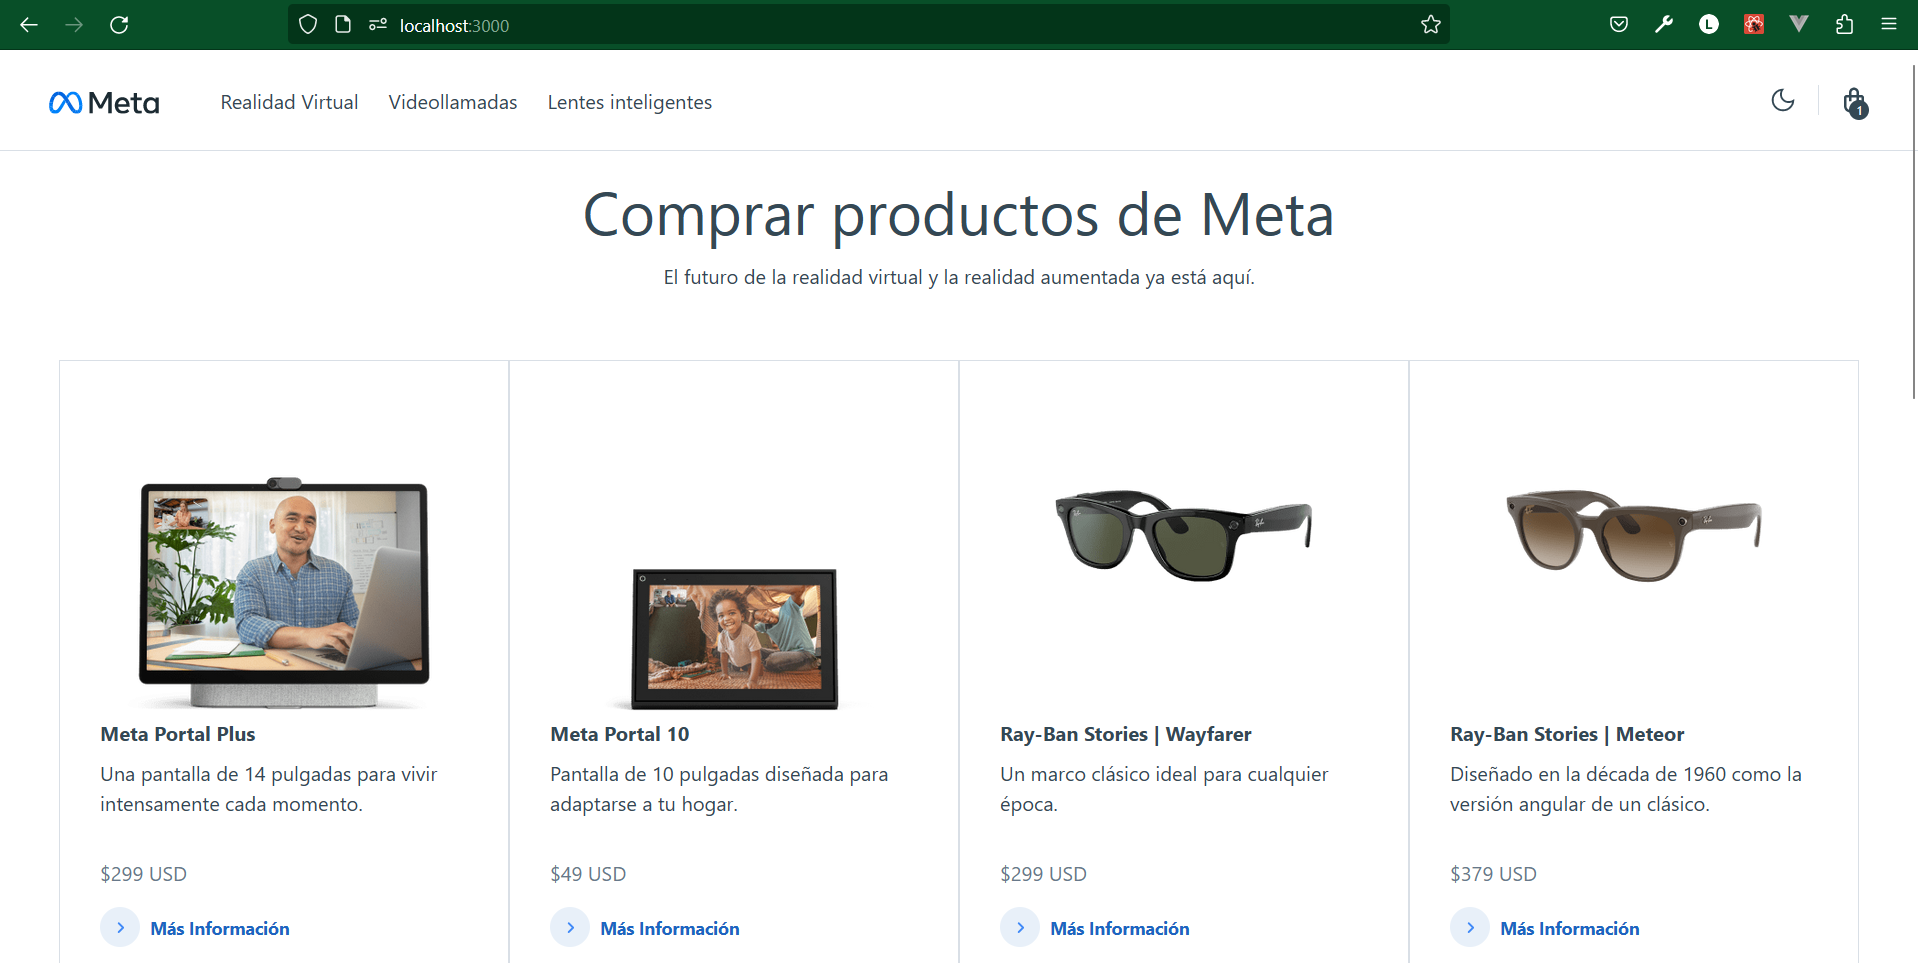 localhost:3000
Meta
Realidad Virtual
Videollamadas
Lentes inteligentes
1
Comprar productos de Meta
El futuro de la realidad virtual y la realidad aumentada ya está aquí.
Meta Portal Plus
Una pantalla de 14 pulgadas para vivir
intensamente cada momento.
$299 USD
Más Información
Meta Portal 10
Pantalla de 10 pulgadas diseñada para
adaptarse a tu hogar.
$49 USD
Más Información
Ray-Ban Stories | Wayfarer
Un marco clásico ideal para cualquier
época.
$299 USD
Más Información
Ray-Ban Stories | Meteor
Diseñado en la década de 1960 como la
versión angular de un clásico.
$379 USD
Más Información